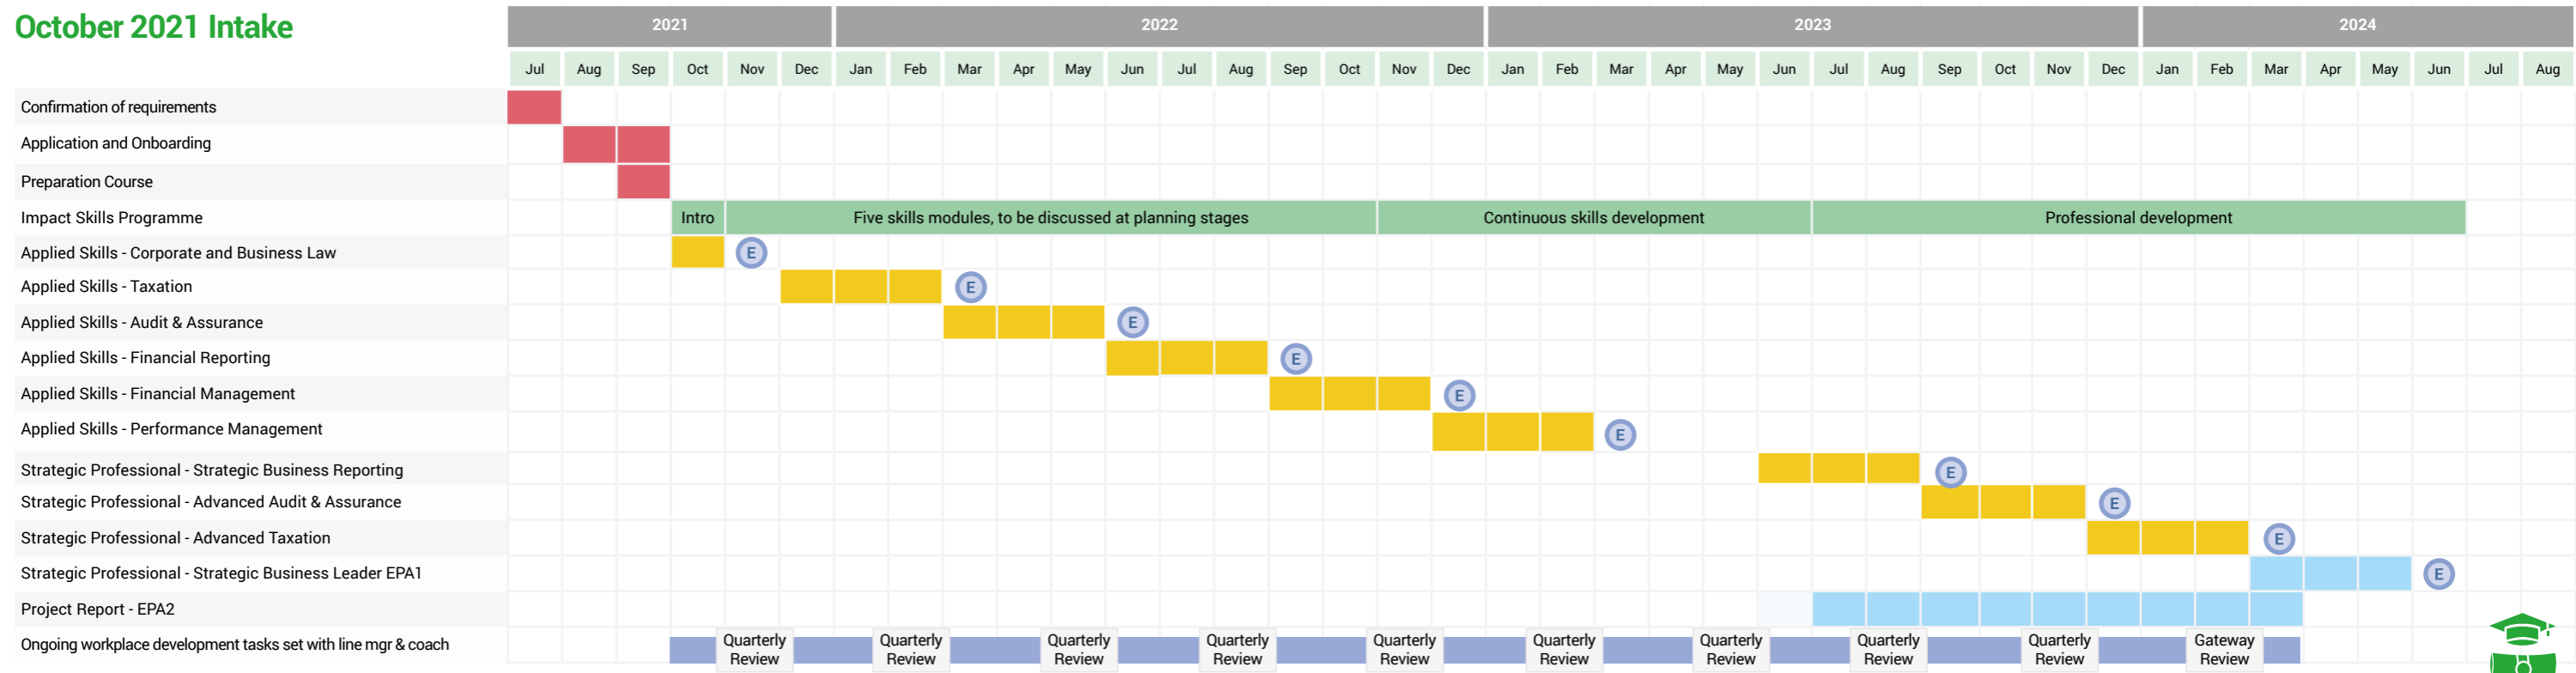 October 2021 Intake
2021 2022 2023 2024
Jul Aug Sep Oct Nov Dec Jan Feb Mar Apr May Jun Jul Aug Sep Oct Nov Dec Jan Feb Mar Apr May Jun Jul Aug Sep Oct Nov Dec Jan Feb Mar Apr May Jun Jul Aug
Confirmation of requirements
Application and Onboarding
Preparation Course
Impact Skills Programme Intro Five skills modules, to be discussed at planning stages Continuous skills development Professional development
Applied Skills - Corporate and Business Law E
Applied Skills - Taxation E
Applied Skills - Audit & Assurance E
Applied Skills - Financial Reporting E
Applied Skills - Financial Management E
Applied Skills - Performance Management E
Strategic Professional - Strategic Business Reporting E
Strategic Professional - Advanced Audit & Assurance E
Strategic Professional - Advanced Taxation E
Strategic Professional - Strategic Business Leader EPA1 E
Project Report - EPA2
Ongoing workplace development tasks set with line mgr & coach
Quarterly Quarterly Quarterly Quarterly Quarterly Quarterly Quarterly Quarterly Quarterly Gateway
Review Review Review Review Review Review Review Review Review Review